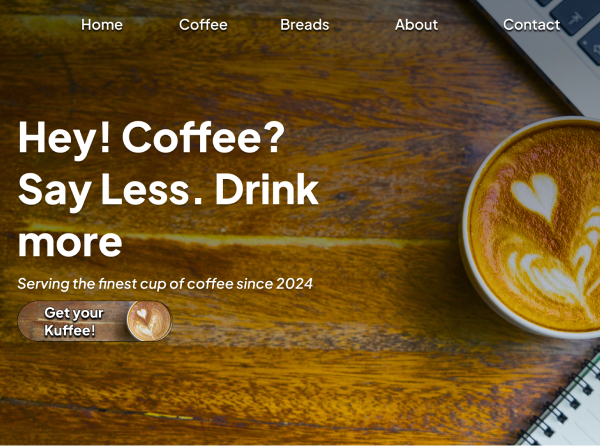 Home Coffee Breads About Contact
Hey! Coffee?
Say Less. Drink
more
Serving the finest cup of coffee since 2024
Get your
Kuffee!